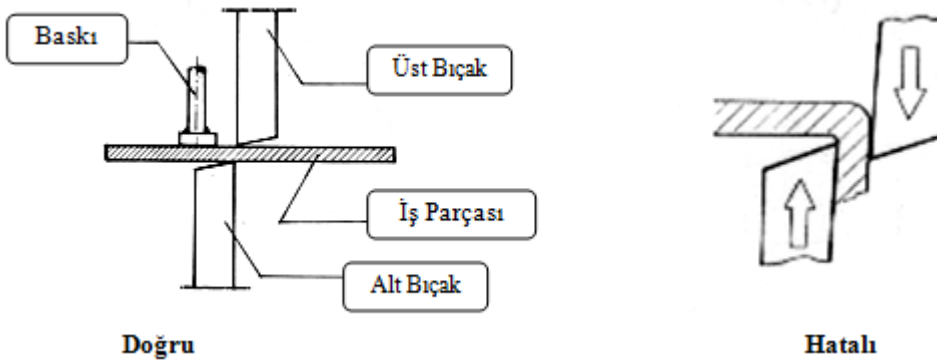 Baskı
Üst Bıçak
İş Parçası
Alt Bıçak
Doğru
Hatalı